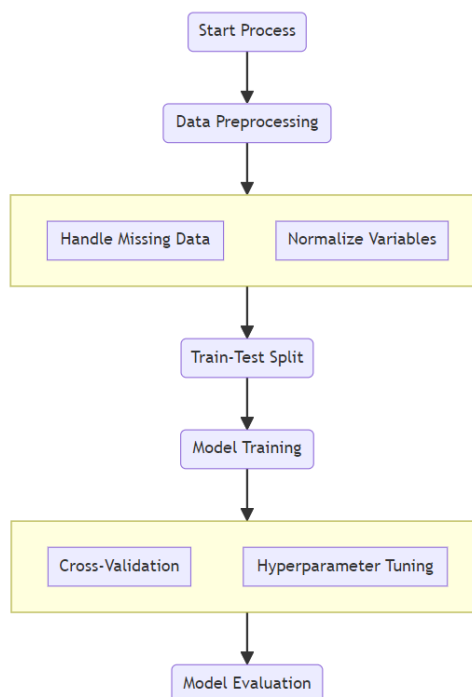 Start Process
Data Preprocessing
Handle Missing Data
Normalize Variables
Train-Test Split
Model Training
Cross-Validation
Hyperparameter Tuning
Model Evaluation